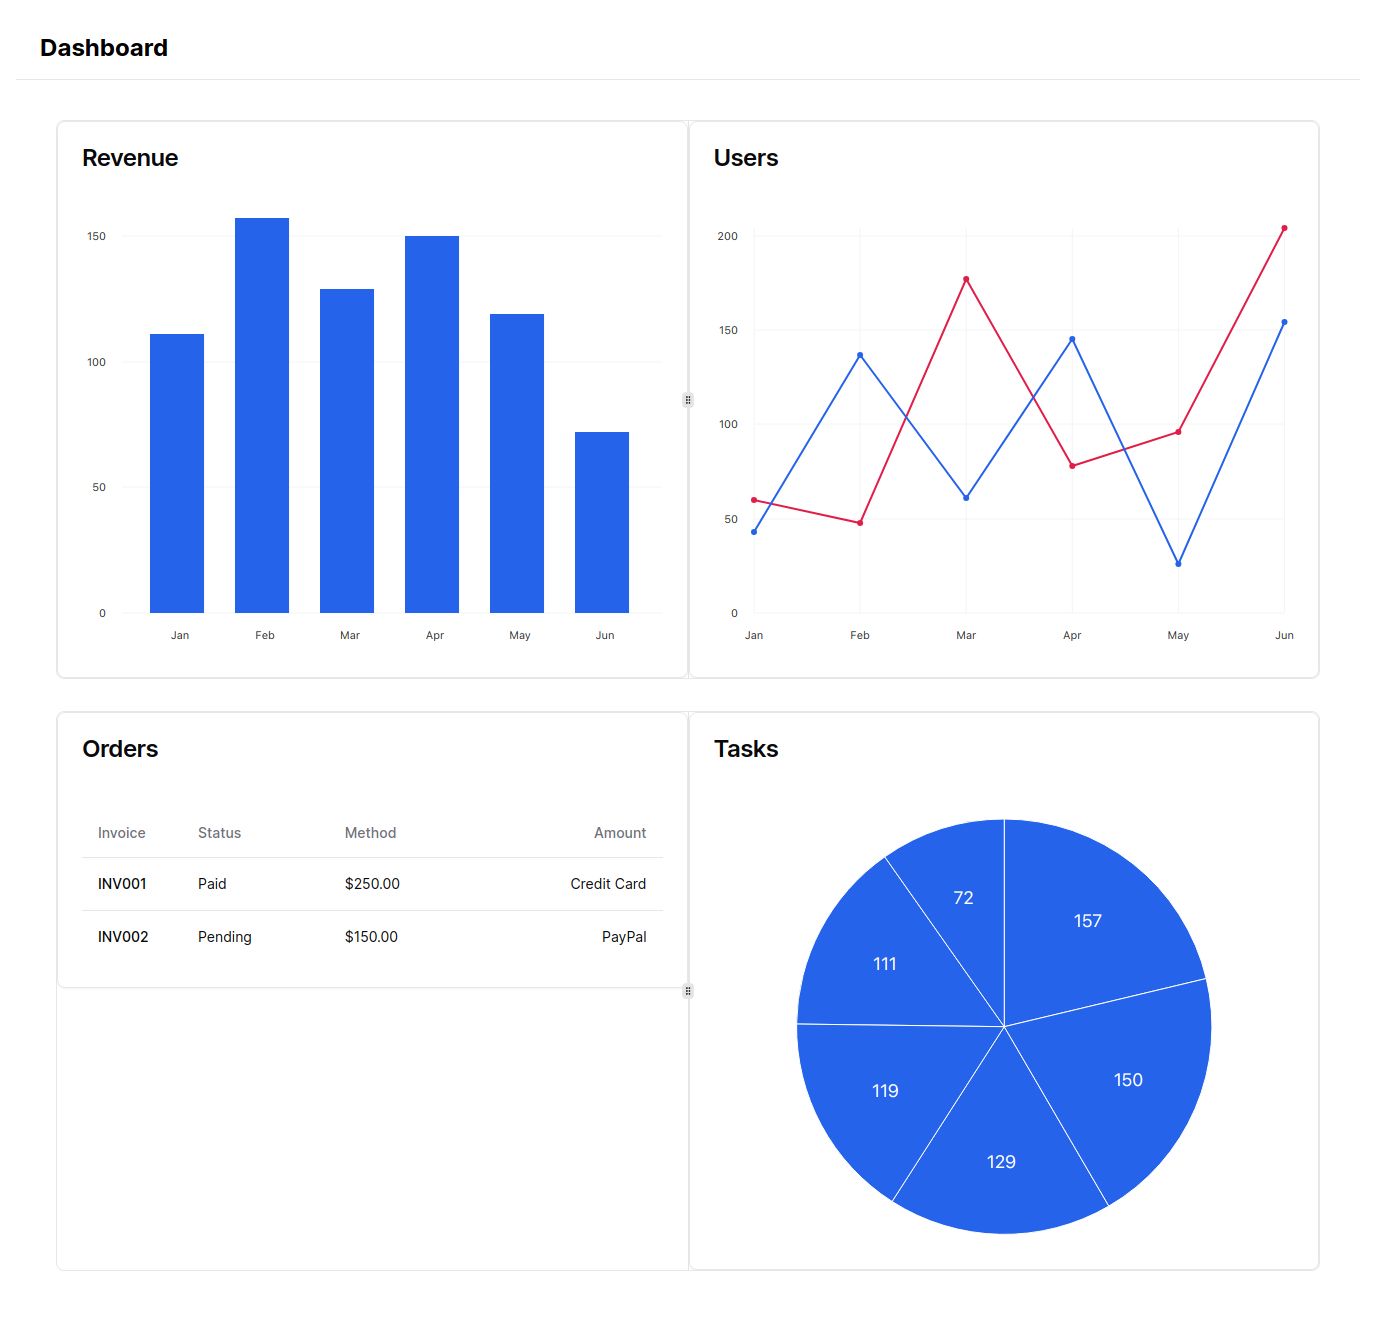 Dashboard
Revenue
150
100
50
0
Jan Feb Mar Apr May Jun
Users
200
150
100
50
0
Jan Feb Mar Apr May Jun
Orders
Invoice Status Method Amount
INV001 Paid $250.00 Credit Card
INV002 Pending $150.00 PayPal
Tasks
72
157
111
150
119
129